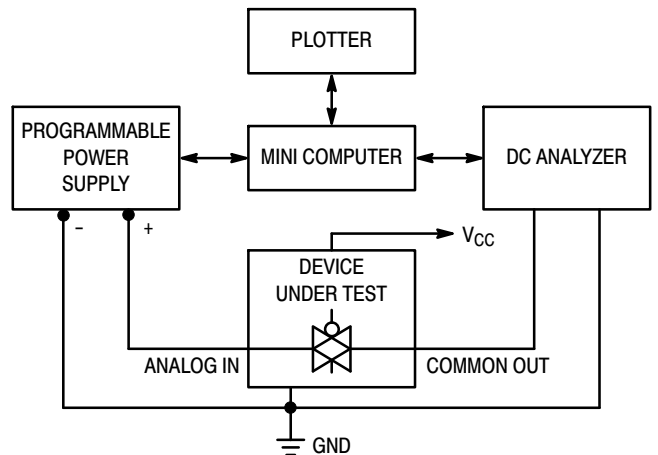 PLOTTER
PROGRAMMABLE
POWER
SUPPLY
MINI COMPUTER
DC ANALYZER
– +
VCC
DEVICE
UNDER TEST
ANALOG IN
COMMON OUT
GND